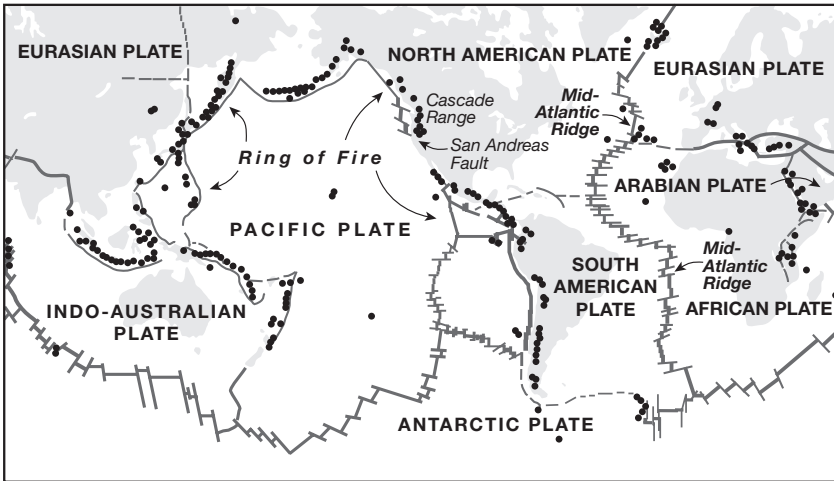 EURASIAN PLATE
NORTH AMERICAN PLATE
EURASIAN PLATE
Cascade
Range
Mid-
Atlantic
Ridge
Ring of Fire
San Andreas
Fault
ARABIAN PLATE
PACIFIC PLATE
Mid-
Atlantic
Ridge
SOUTH
AMERICAN
PLATE
INDO-AUSTRALIAN
PLATE
AFRICAN PLATE
ANTARCTIC PLATE